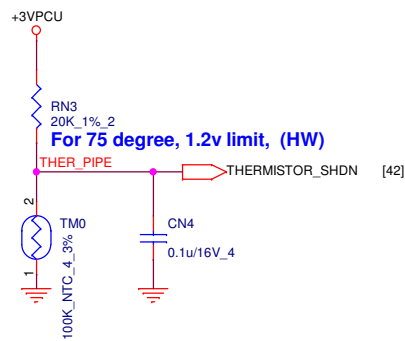 +3VPCU
RN3
20K_1%_2
For 75 degree, 1.2v limit, (HW)
THER_PIPE
THERMISTOR_SHDN [42]
2
TM0
1
100K_NTC_4_3%
CN4
0.1u/16V_4